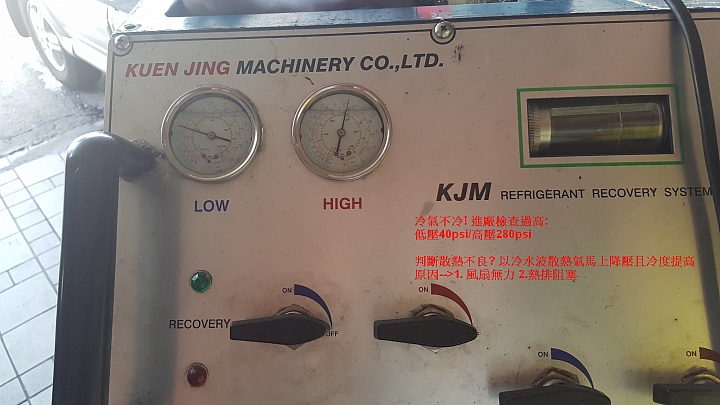 KUEN JING MACHINERY CO.,LTD.
LOW
HIGH
KJM REFRIGERANT RECOVERY SYSTEM
冷氣不冷! 進廠檢查過高:
低壓40psi/高壓280psi
判斷散熱不良? 以冷水波散熱氣馬上降壓且冷度提高
原因-->1. 風扇無力 2.熱排阻塞
ON
ON
RECOVERY
OFF
ON
ON